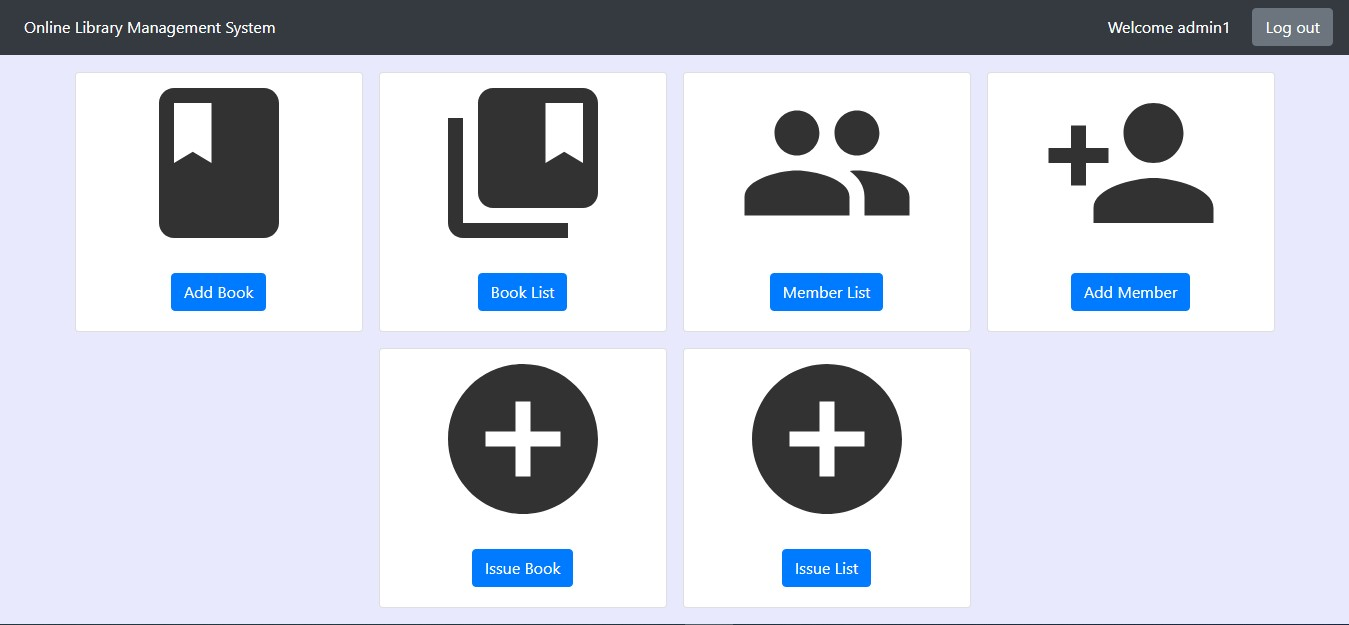 Online Library Management System
Welcome admin1
Log out
Add Book
Book List
Member List
Add Member
Issue Book
Issue List